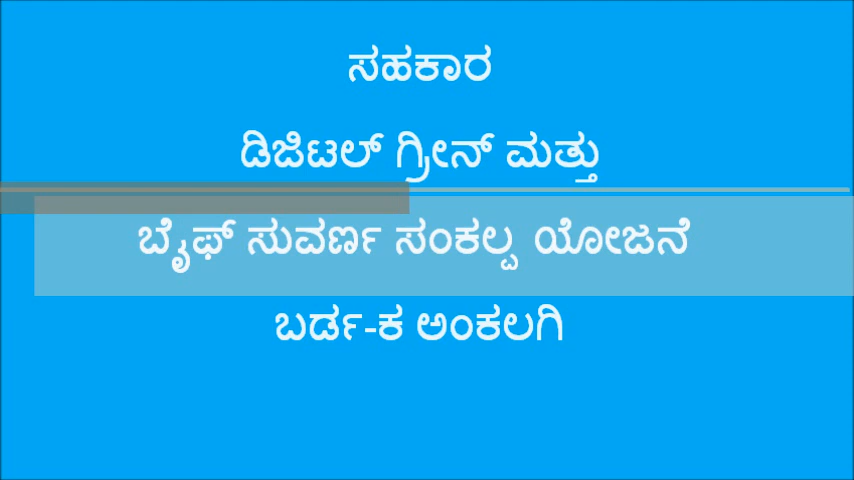 ಸಹಕಾರ
ಡಿಜಿಟಲ್ ಗ್ರೀನ್ ಮತ್ತು
ಬೈಫ್ ಸುವರ್ಣ ಸಂಕಲ್ಪ ಯೋಜನೆ
ಬರ್ಡ-ಕ ಅಂಕಲಗಿ